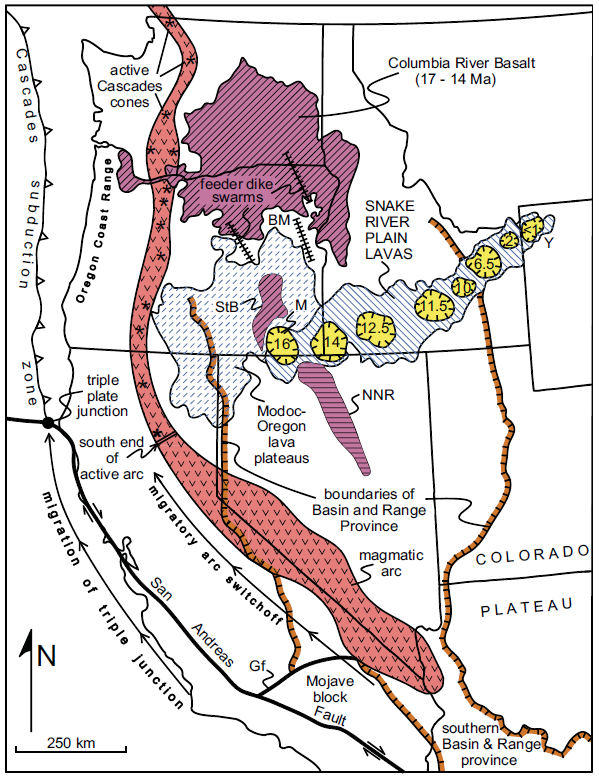 Cascades
subduction
zone
active
Cascades
cones
Columbia River Basalt
(17 - 14 Ma)
Oregon Coast Range
feeder dike
swarms
BM
SNAKE
RIVER
PLAIN
LAVAS
<1
2
Y
6.5
10
11.5
12.5
14
16
StB
M
NNR
Modoc-
Oregon
lava
plateaus
triple
plate
junction
south end
of
active arc
boundaries of
Basin and Range
Province
magmatic
arc
COLORADO
PLATEAU
migratory arc switchoff
migration of triple junction
San
Andreas
Fault
Gf
Mojave
block
N
250 km
southern
Basin & Range
province